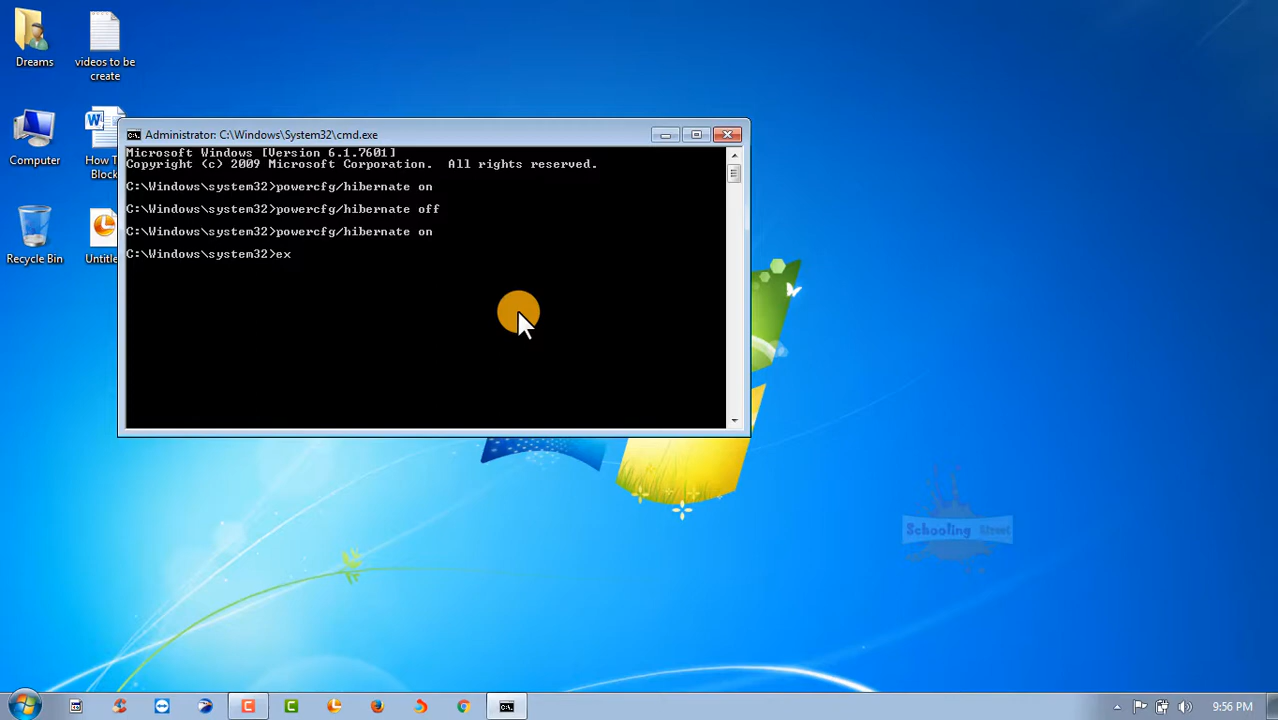 Dreams
videos to be
create
Administrator: C:\Windows\System32\cmd.exe
Microsoft Windows [Version 6.1.7601]
Copyright (c) 2009 Microsoft Corporation.  All rights reserved.
C:\Windows\system32>powercfg/hibernate on
C:\Windows\system32>powercfg/hibernate off
C:\Windows\system32>powercfg/hibernate on
C:\Windows\system32>ex
Computer
How T
Block
Recycle Bin
Untitle
Schooling Street
9:56 PM